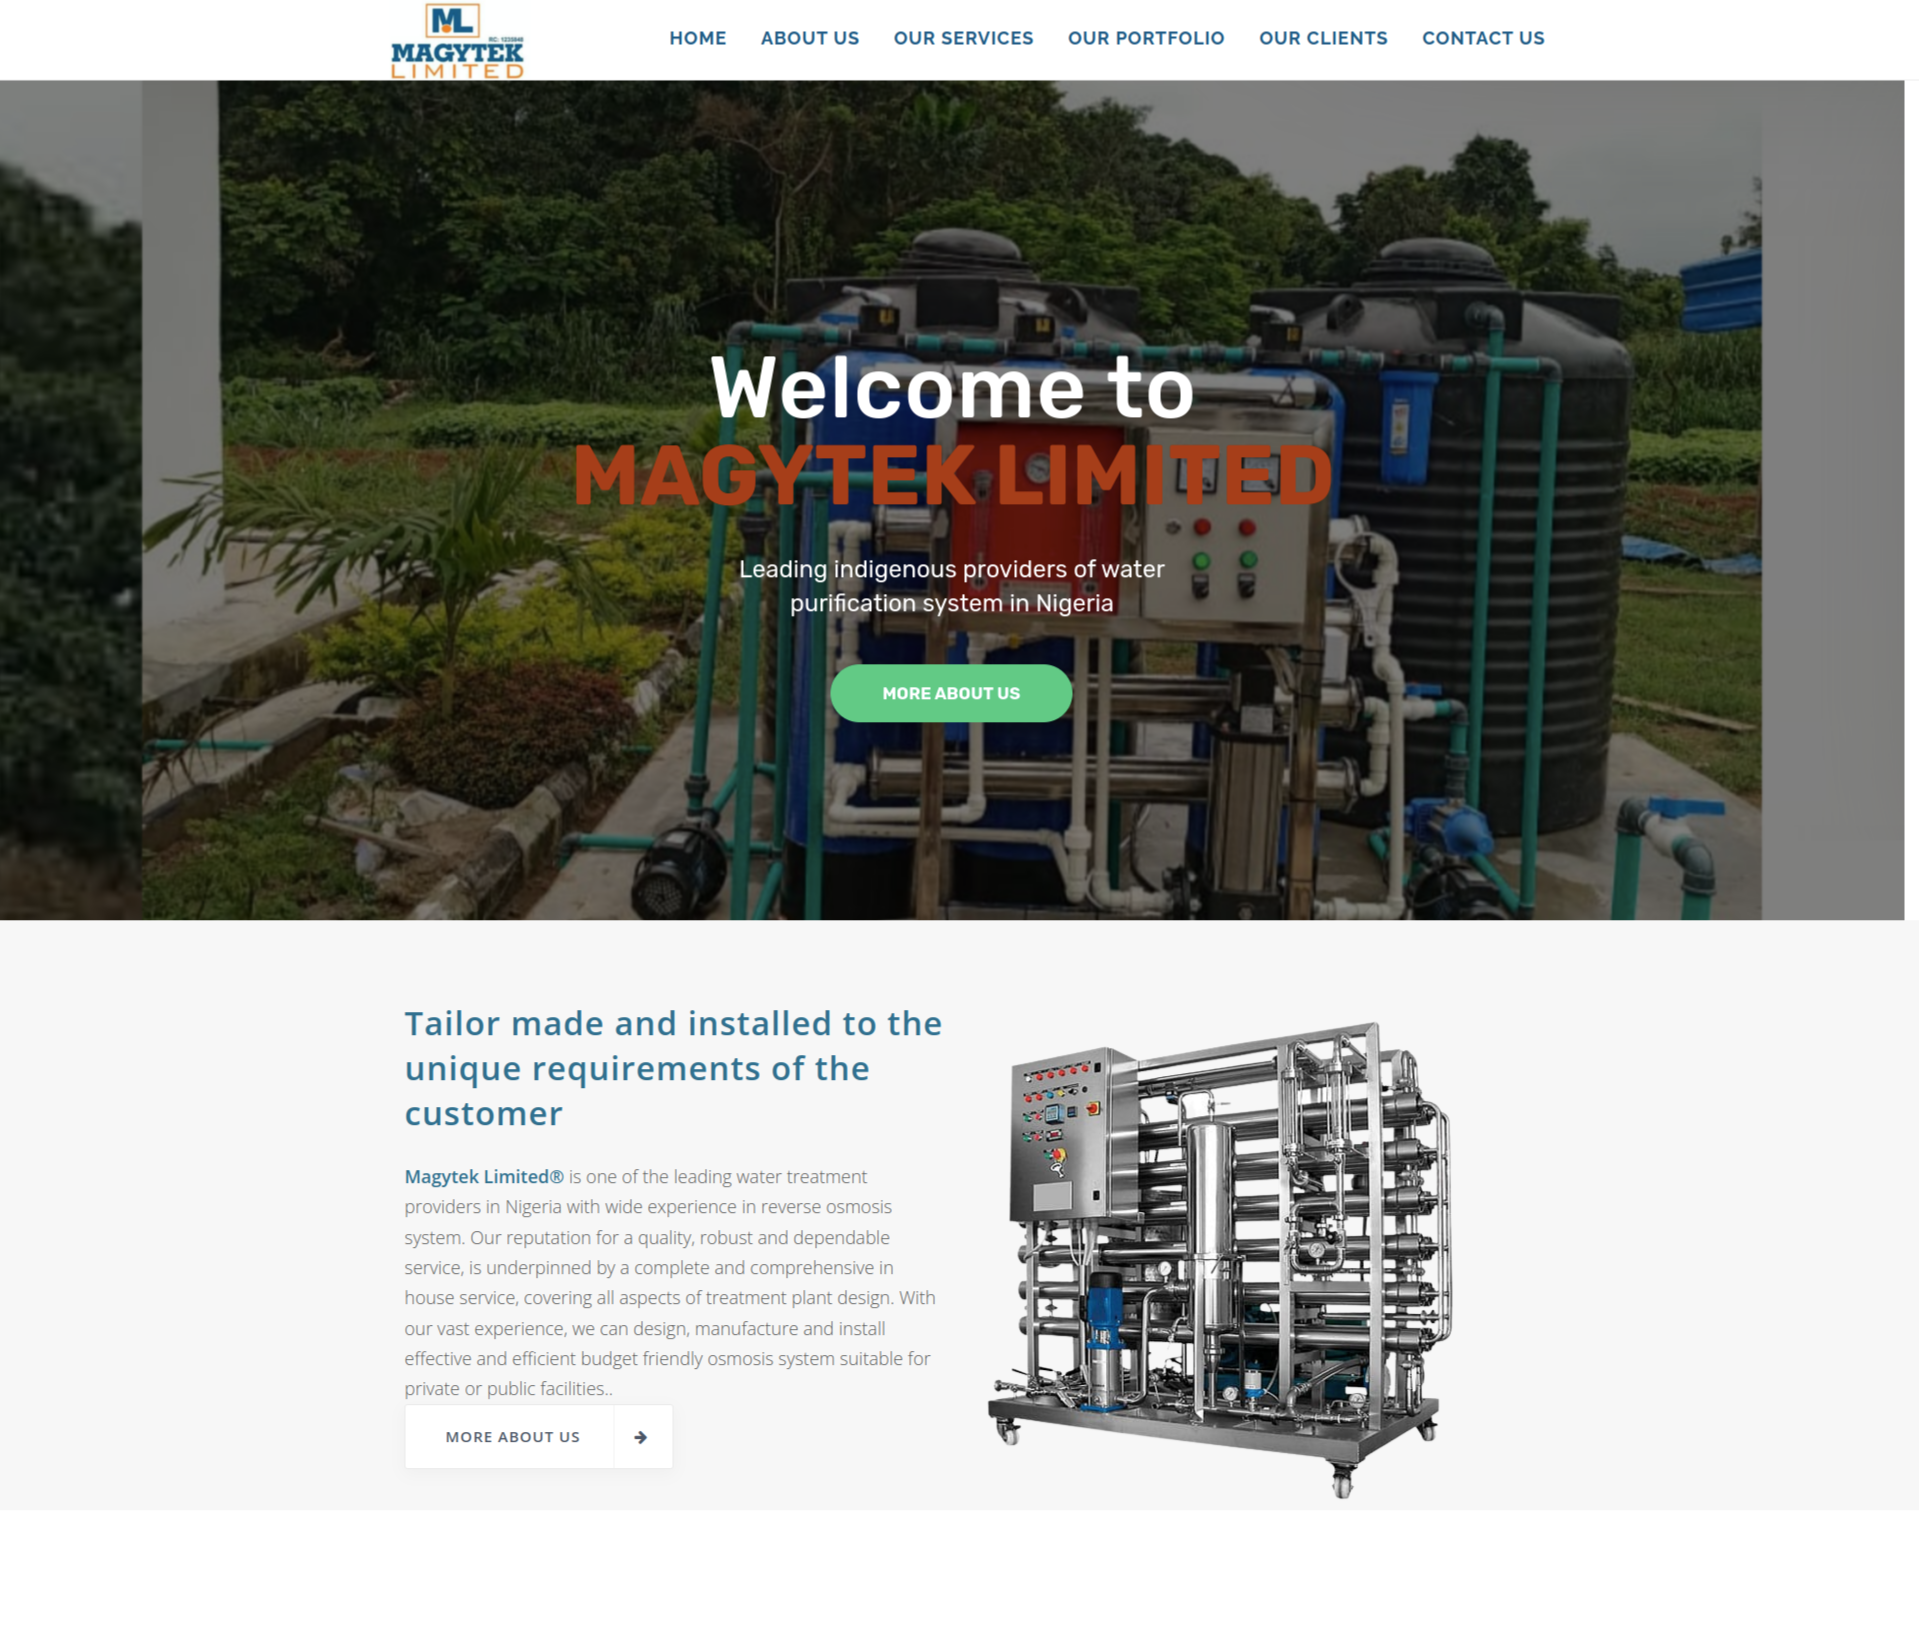 ML
RC: 1235848
MAGYTEK
LIMITED
HOME
ABOUT US
OUR SERVICES
OUR PORTFOLIO
OUR CLIENTS
CONTACT US
Welcome to
MAGYTEK LIMITED
Leading indigenous providers of water
purification system in Nigeria
MORE ABOUT US
Tailor made and installed to the
unique requirements of the
customer
Magytek Limited® is one of the leading water treatment
providers in Nigeria with wide experience in reverse osmosis
system. Our reputation for a quality, robust and dependable
service, is underpinned by a complete and comprehensive in
house service, covering all aspects of treatment plant design. With
our vast experience, we can design, manufacture and install
effective and efficient budget friendly osmosis system suitable for
private or public facilities..
MORE ABOUT US